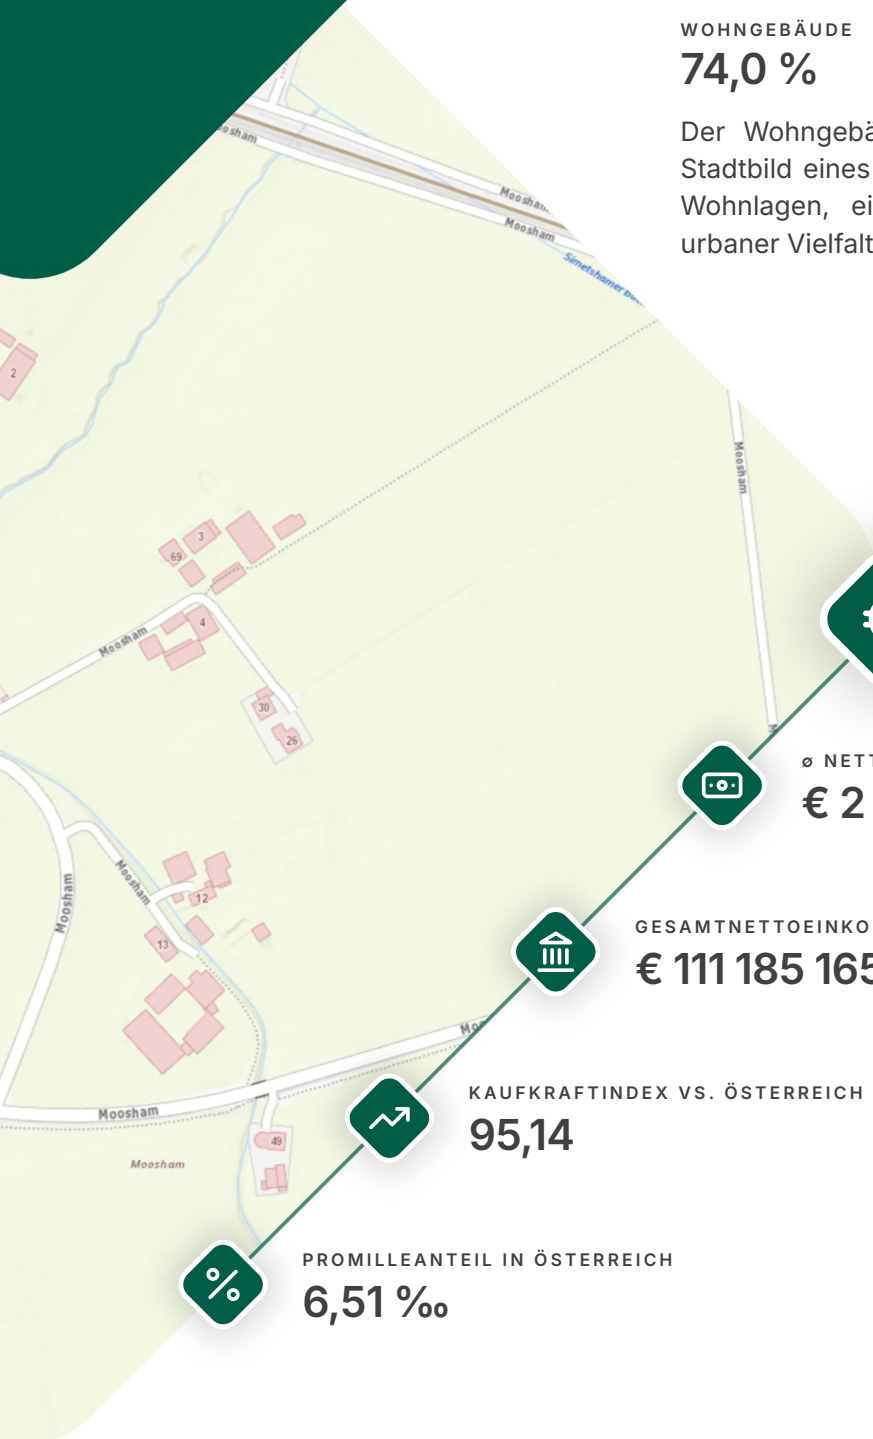 WOHNGEBÄUDE
74,0 %
Der Wohngebä
Stadtbild eines
Wohnlagen, ei
urbaner Vielfalt
osham
Moosham
Moosham
Simetshamer
2
Moosham
3
69
4
Moosham
30
26
ø NETT
€ 2
Moosham
Moosham
12
13
GESAMTNETTOEINKO
€ 111 185 165
Moo
KAUFKRAFTINDEX VS. ÖSTERREICH
95,14
Moosham
49
Moosham
PROMILLEANTEIL IN ÖSTERREICH
6,51 ‰